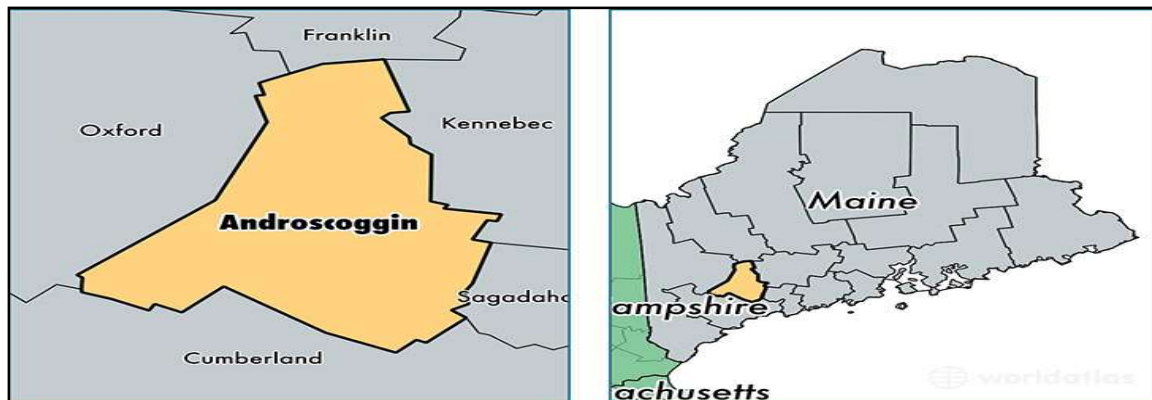 Franklin
Oxford
Kennebec
Androscoggin
Sagadaho
Cumberland
Maine
ampshire
achusetts
worldatlas